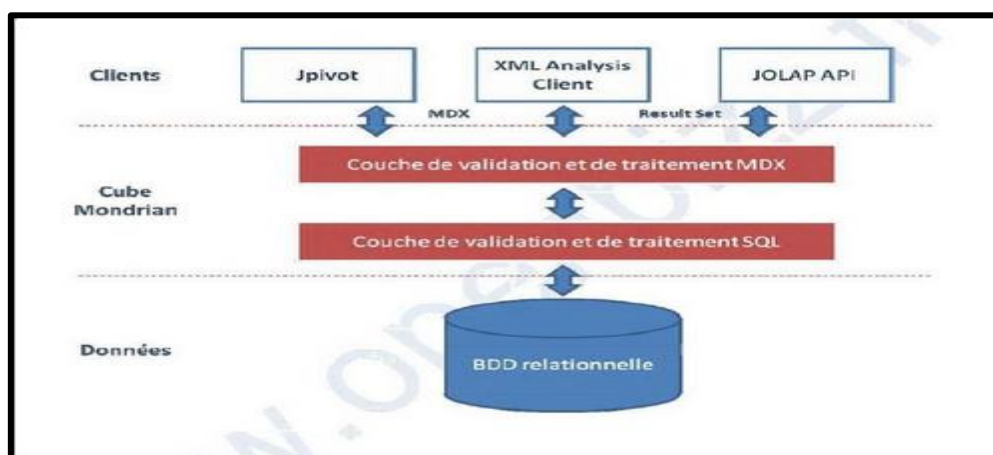 Clients
Jpivot
XML Analysis
Client
JOLAP API
MDX
Result Set
Couche de validation et de traitement MDX
Cube
Mondrian
Couche de validation et de traitement SQL
Données
BDD relationnelle